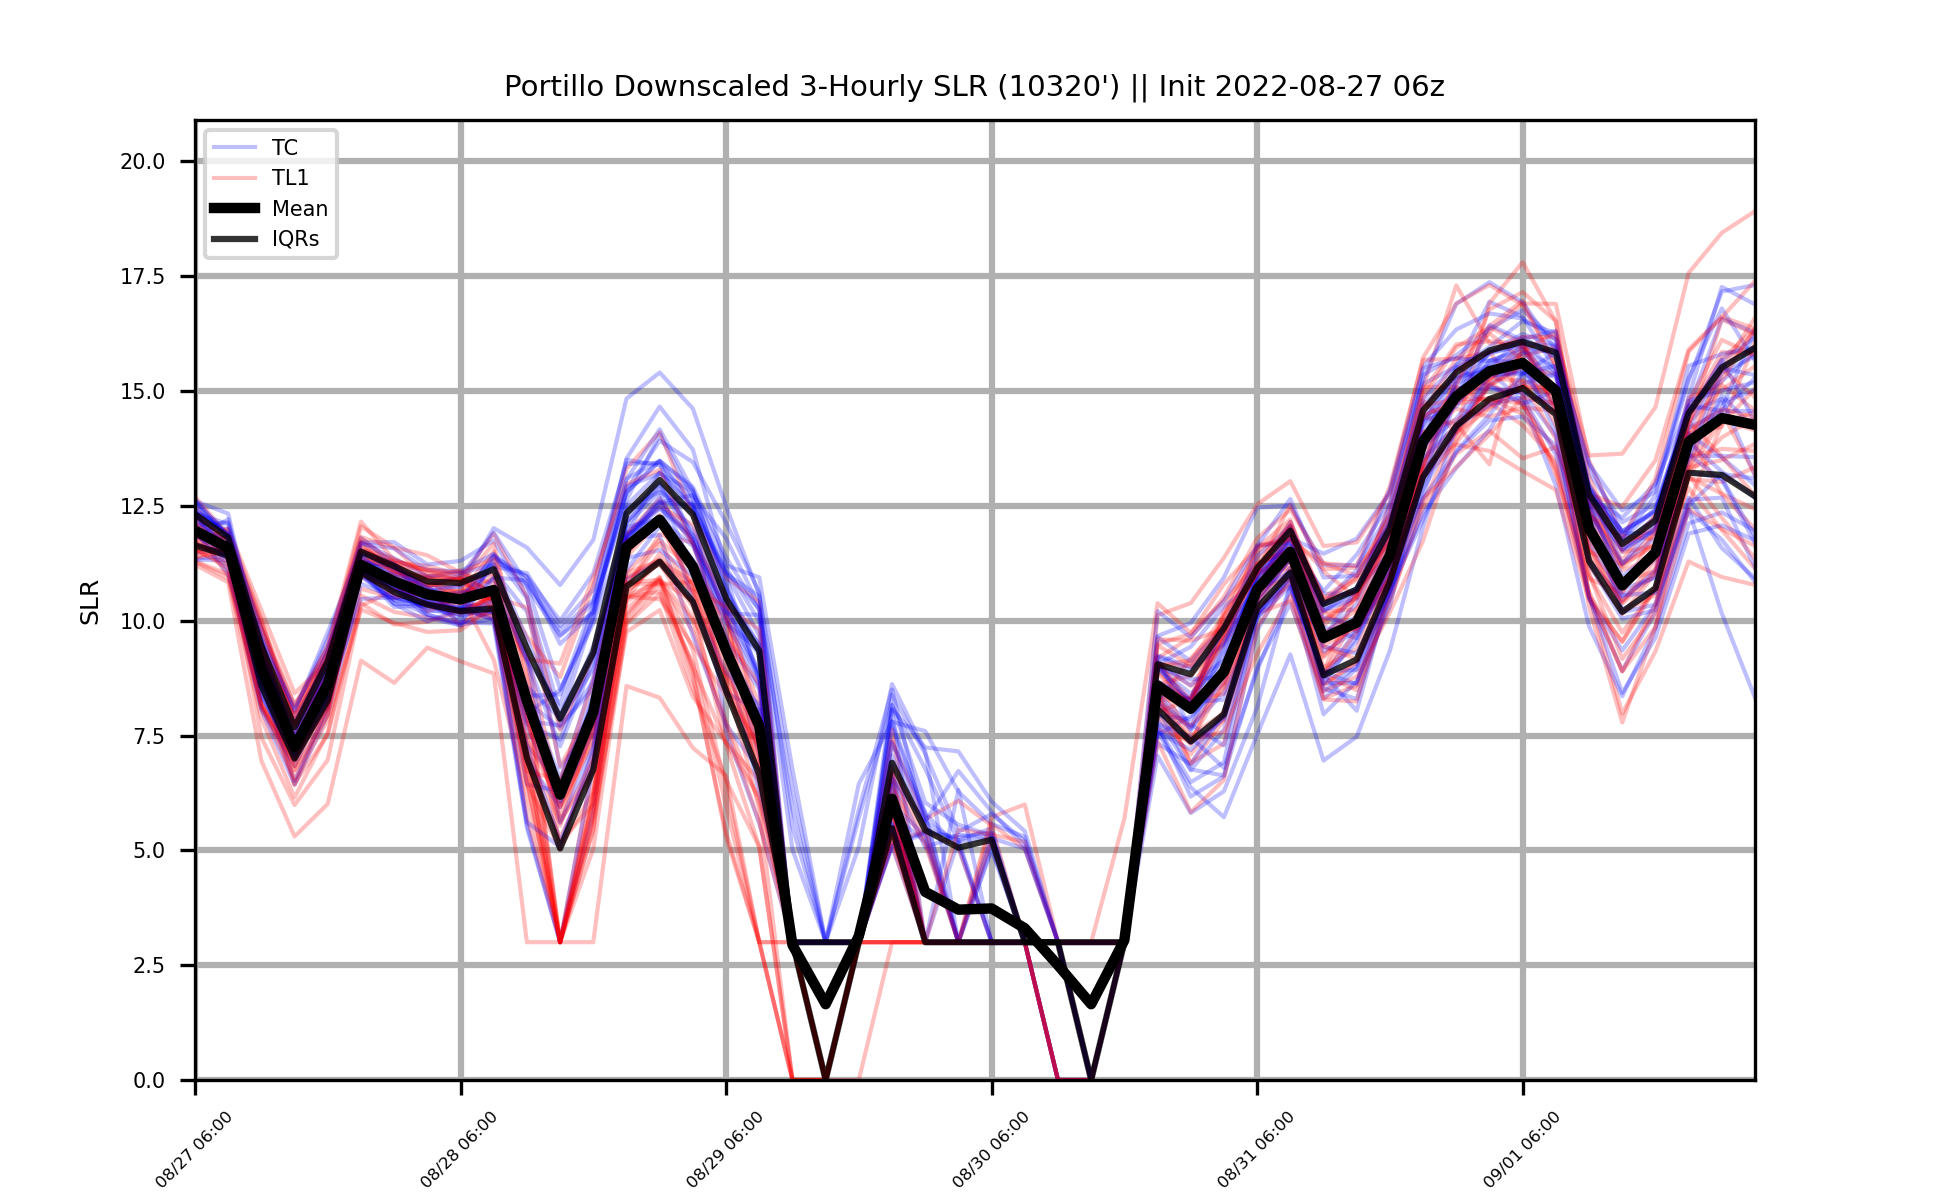 Portillo Downscaled 3-Hourly SLR (10320') || Init 2022-08-27 06z
TC
TL1
Mean
IQRs
SLR
20.0
17.5
15.0
12.5
10.0
7.5
5.0
2.5
0.0
08/27 06:00
08/28 06:00
08/29 06:00
08/30 06:00
08/31 06:00
09/01 06:00